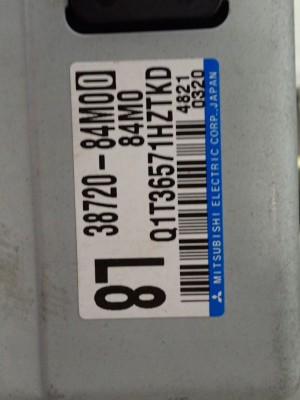 87 38720-84M00
84M0
Q1T36571HZTKD
4821
0320
MITSUBISHI ELECTRIC CORP. JAPAN